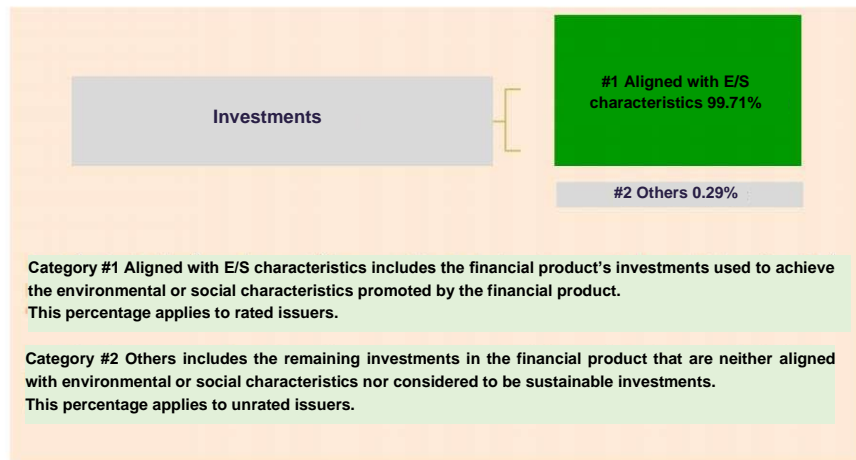 Investments
#1 Aligned with E/S
characteristics 99.71%
#2 Others 0.29%
Category #1 Aligned with E/S characteristics includes the financial product’s investments used to achieve
the environmental or social characteristics promoted by the financial product.
This percentage applies to rated issuers.
Category #2 Others includes the remaining investments in the financial product that are neither aligned
with environmental or social characteristics nor considered to be sustainable investments.
This percentage applies to unrated issuers.